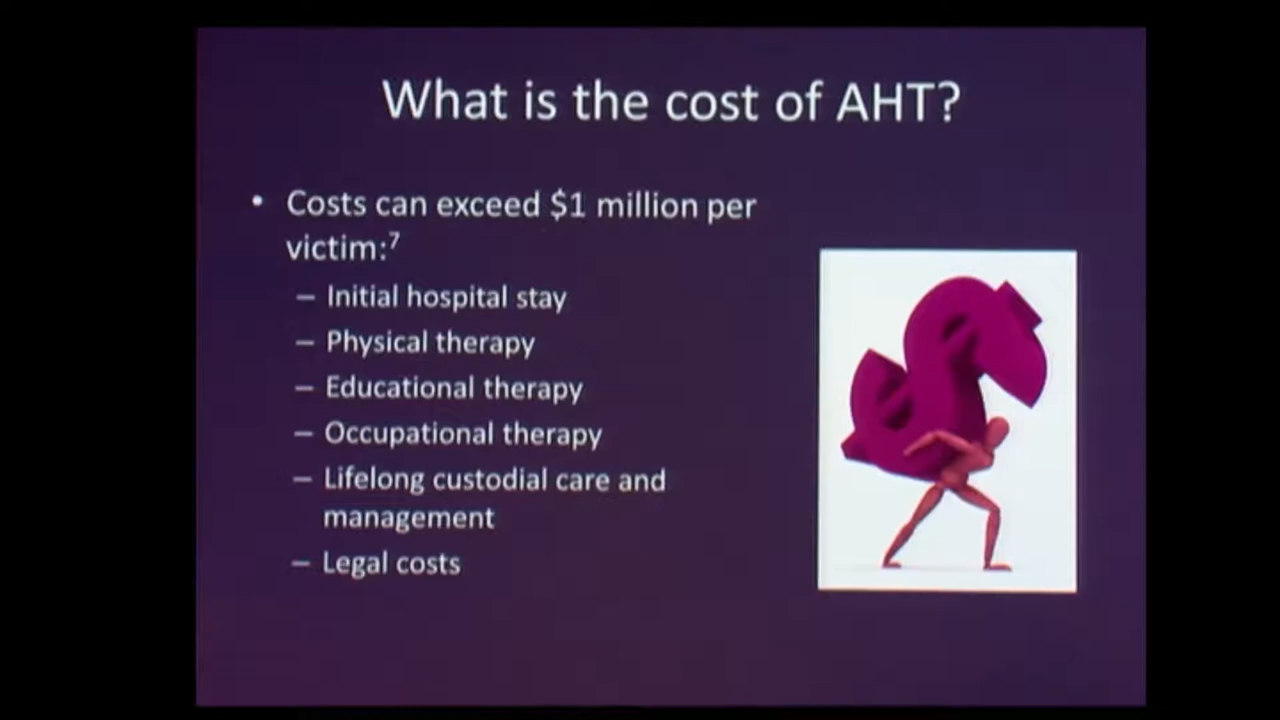 What is the cost of AHT?
• Costs can exceed $1 million per
victim:⁷
– Initial hospital stay
– Physical therapy
– Educational therapy
– Occupational therapy
– Lifelong custodial care and
management
– Legal costs